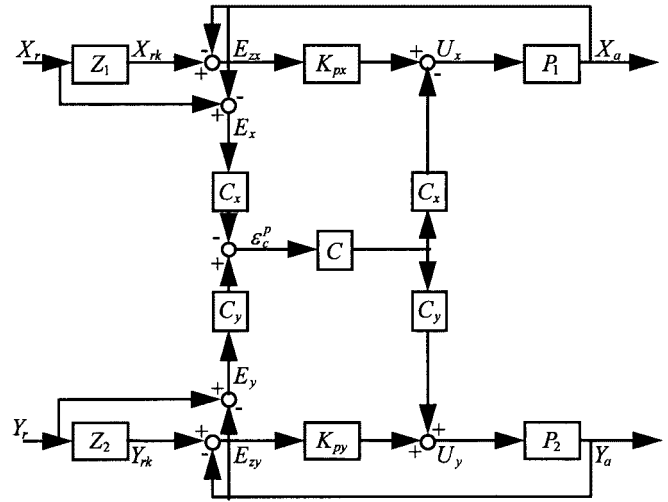 X_r Z_1 X_rk - + E_zx K_px + - U_x P_1 X_a
+ - E_x
C_x C_x
- + ε_c^p C
C_y C_y
E_y
+ -
Y_r Z_2 Y_rk + - E_zy K_py + + U_y P_2 Y_a